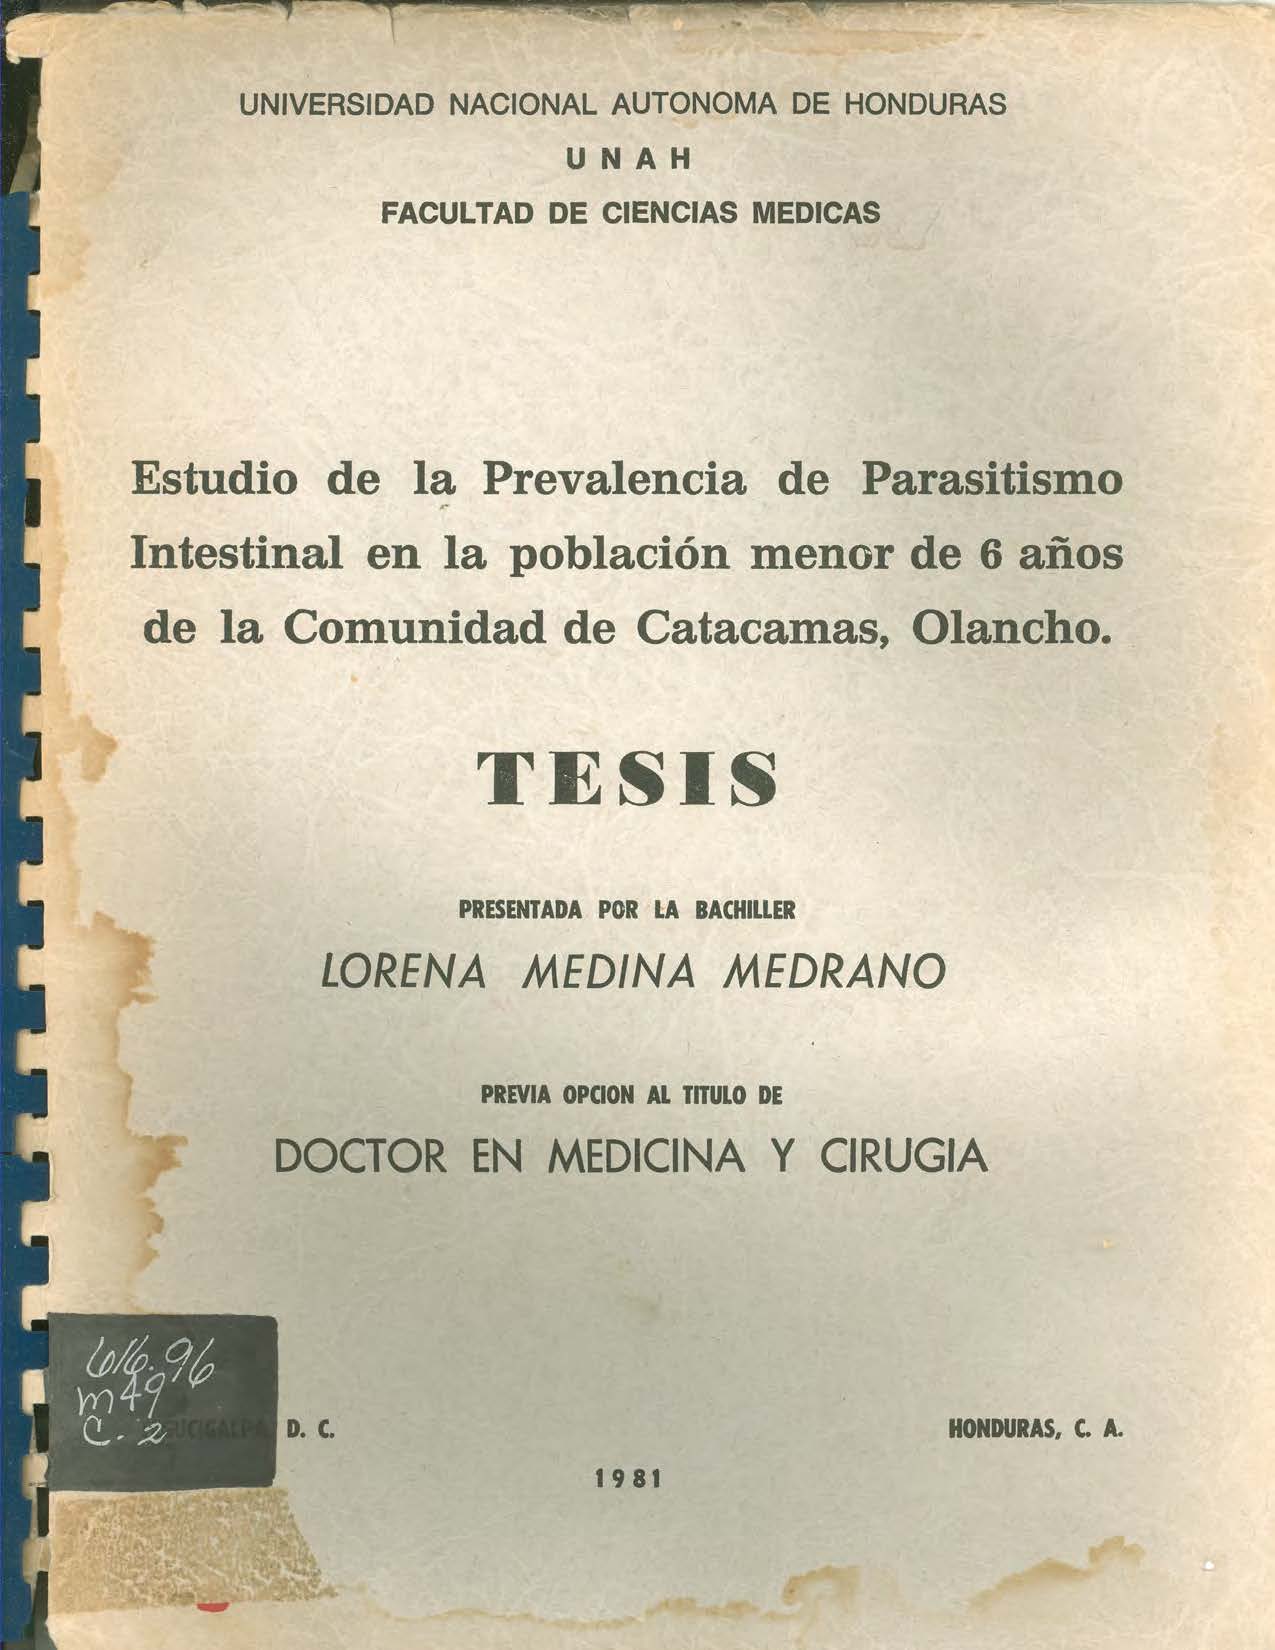 UNIVERSIDAD NACIONAL AUTONOMA DE HONDURAS
U N A H
FACULTAD DE CIENCIAS MEDICAS
Estudio de la Prevalencia de Parasitismo
Intestinal en la población menor de 6 años
de la Comunidad de Catacamas, Olancho.
TESIS
PRESENTADA POR LA BACHILLER
LORENA MEDINA MEDRANO
PREVIA OPCION AL TITULO DE
DOCTOR EN MEDICINA Y CIRUGIA
616.96
M49
C. 2
D. C.
HONDURAS, C. A.
1981